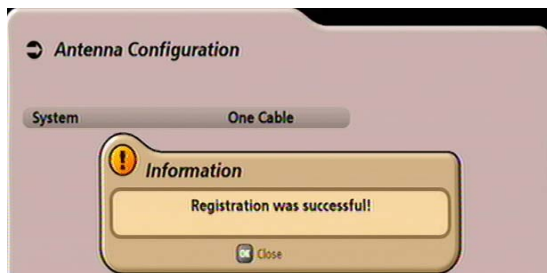 Antenna Configuration
System One Cable
Information
Registration was successful!
OK Close